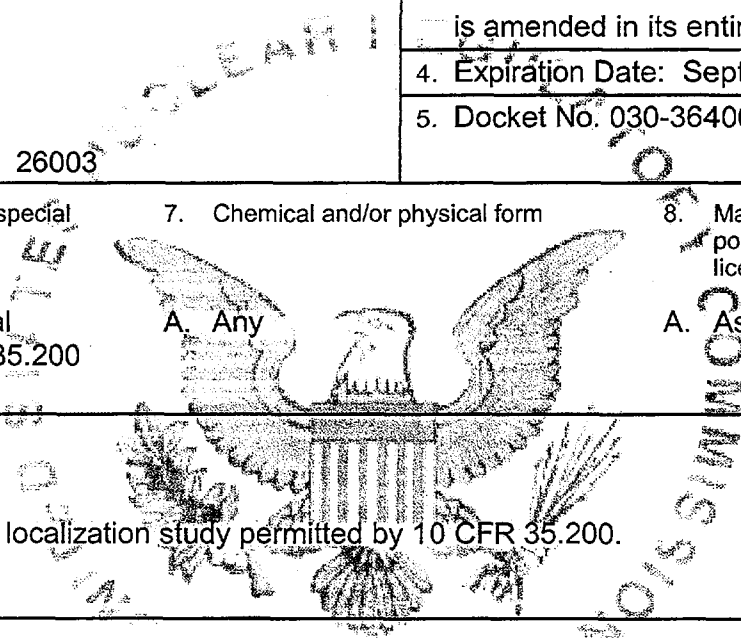 is amended in its entir
4. Expiration Date: Sept
5. Docket No. 030-36400
26003
special
7. Chemical and/or physical form
8. Ma
po
lice
al
35.200
A. Any
A. As
localization study permitted by 10 CFR 35.200.